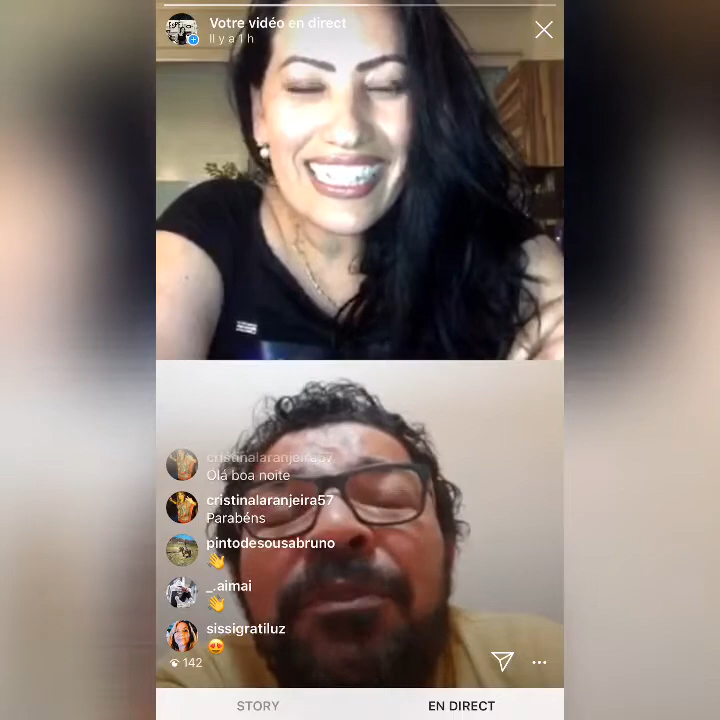 Votre vidéo en direct
Il y a 1 h
cristinalaranjeira57
Olá boa noite
cristinalaranjeira57
Parabéns
pintodesousabruno
👋
_.aimai
👋
sissigratiluz
😍
142
STORY
EN DIRECT